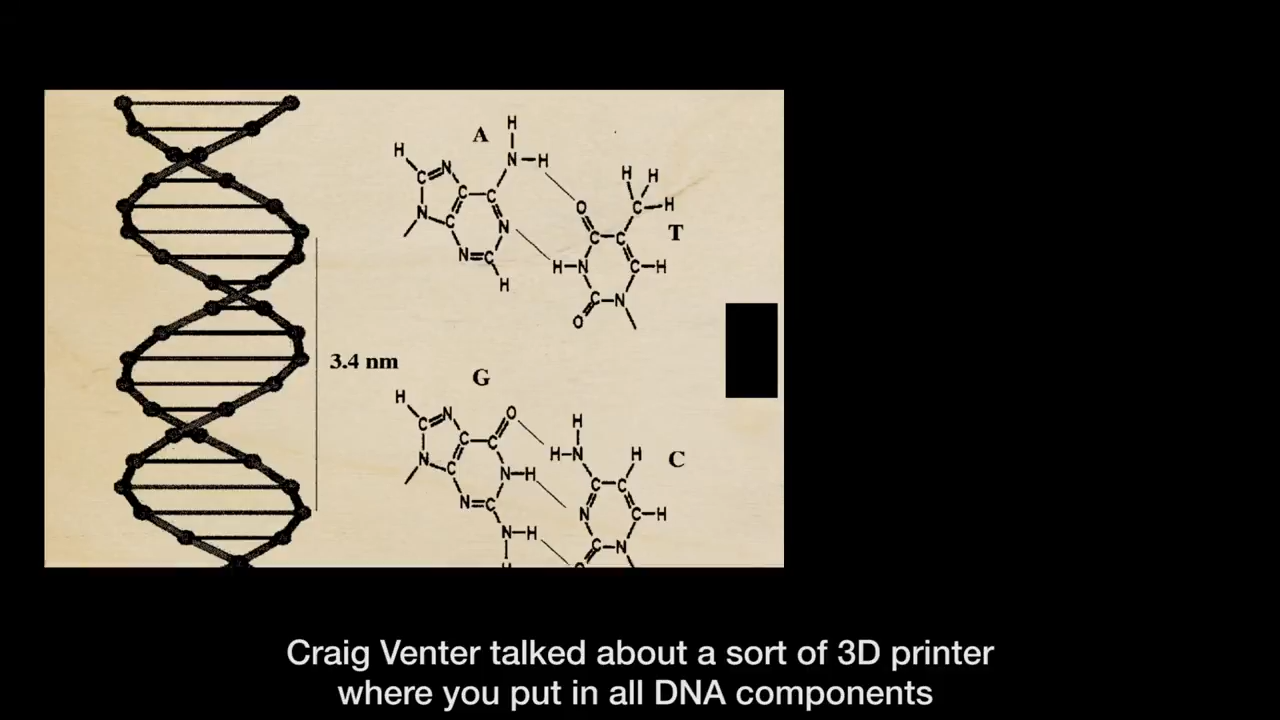 H
A
H N H
C N H H
C C O C H
N C N T
C C
N C H N C H
H
C N
O
3.4 nm
G
H
C N O H
C C H N H C
N C N H C C
N C N C H
N H C N
Craig Venter talked about a sort of 3D printer
where you put in all DNA components